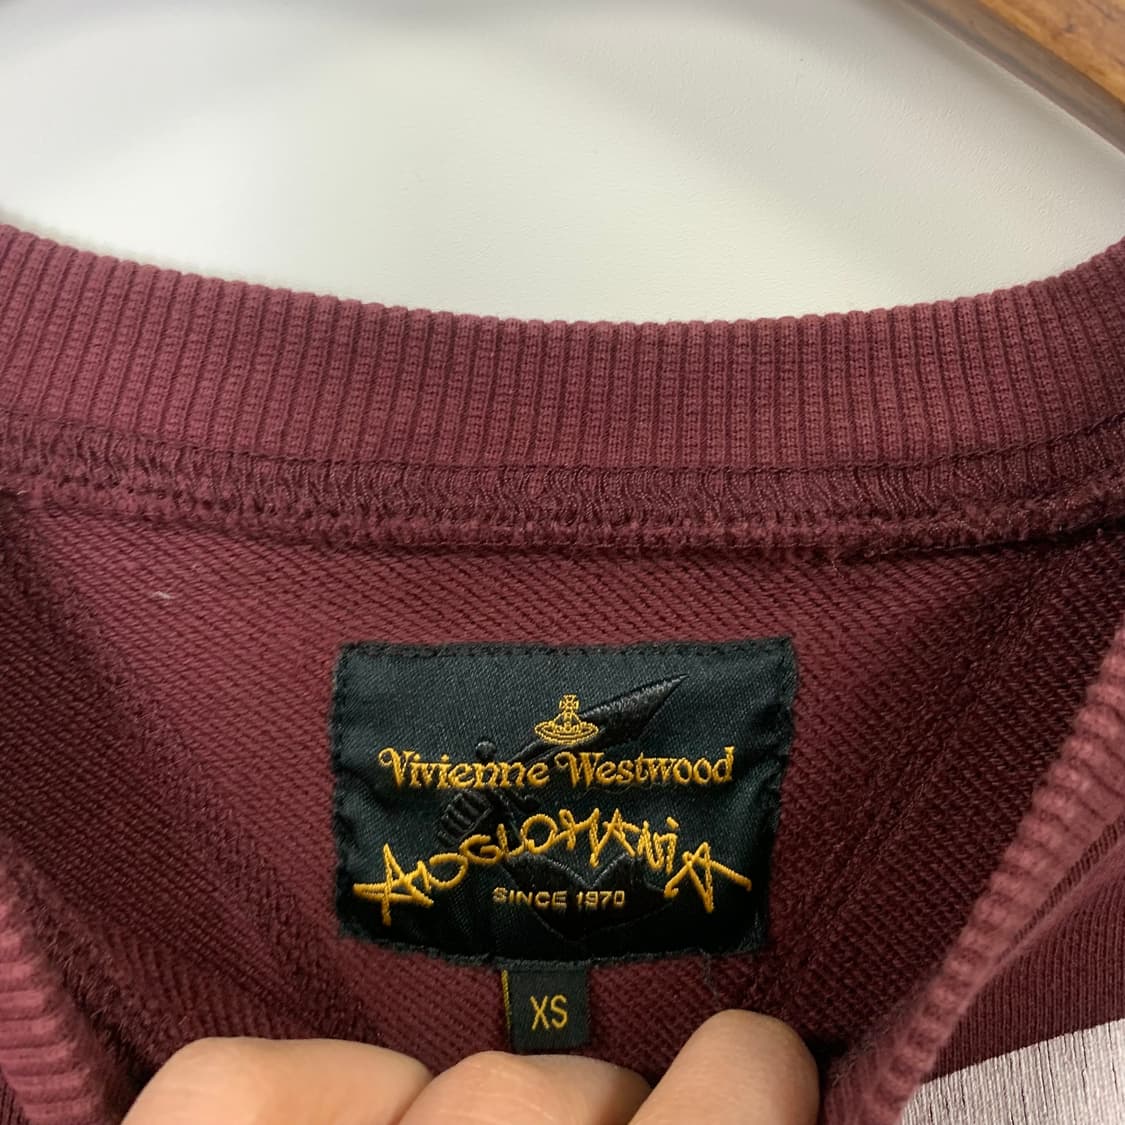 Vivienne Westwood
ANGLOMANIA
SINCE 1970
XS